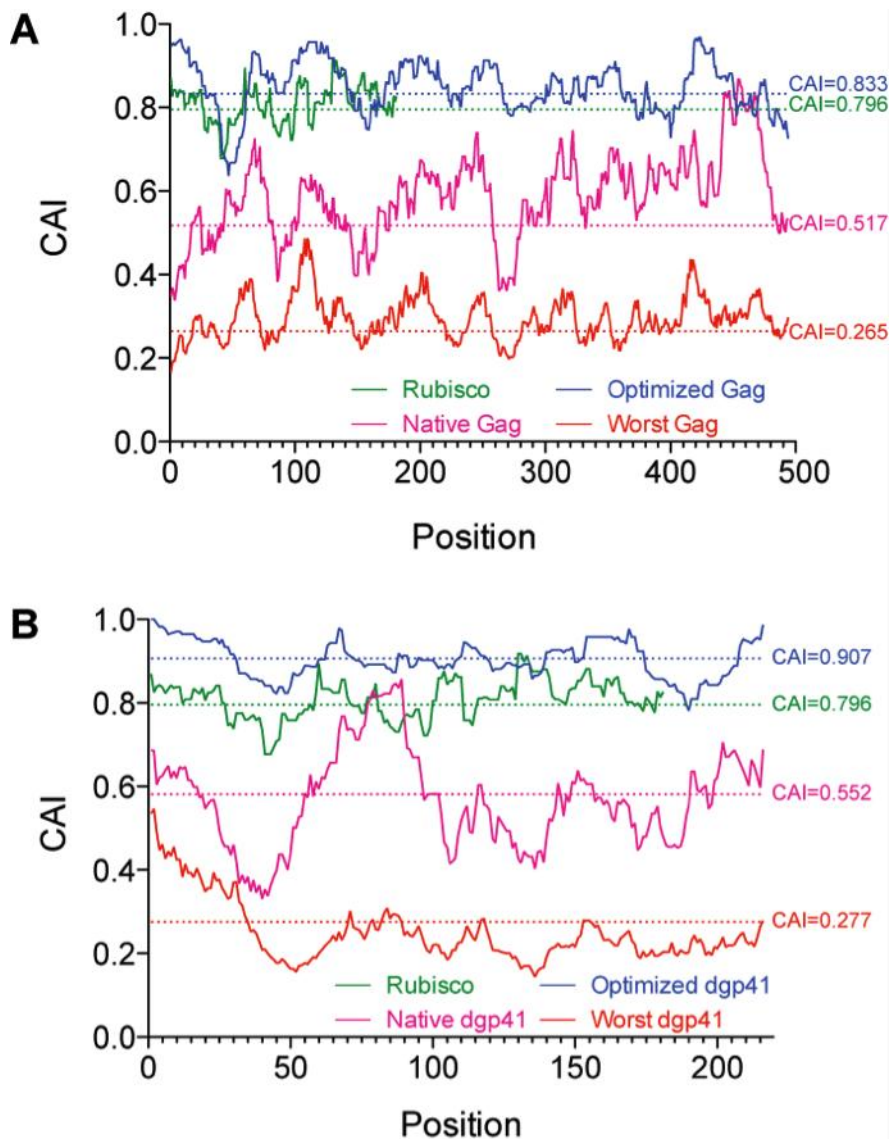 A
1.0
0.8
0.6
0.4
0.2
0.0
CAI
CAI=0.833
CAI=0.796
CAI=0.517
CAI=0.265
Rubisco
Optimized Gag
Native Gag
Worst Gag
0 100 200 300 400 500
Position
B
1.0
0.8
0.6
0.4
0.2
0.0
CAI
CAI=0.907
CAI=0.796
CAI=0.552
CAI=0.277
Rubisco
Optimized dgp41
Native dgp41
Worst dgp41
0 50 100 150 200
Position